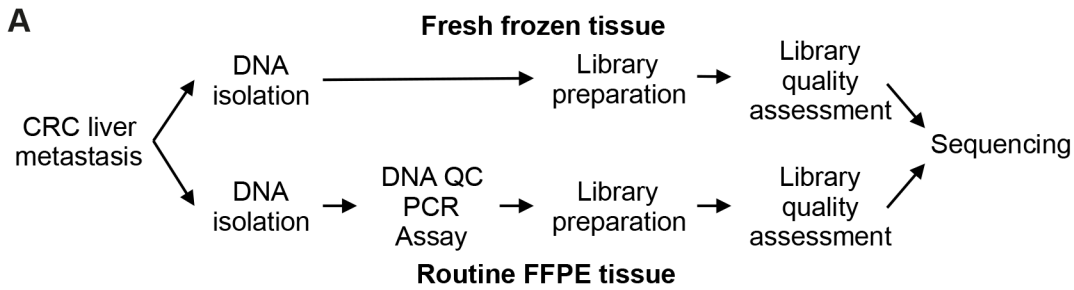 A
Fresh frozen tissue
CRC liver
metastasis
DNA
isolation
Library
preparation
Library
quality
assessment
DNA
isolation
DNA QC
PCR
Assay
Library
preparation
Library
quality
assessment
Sequencing
Routine FFPE tissue